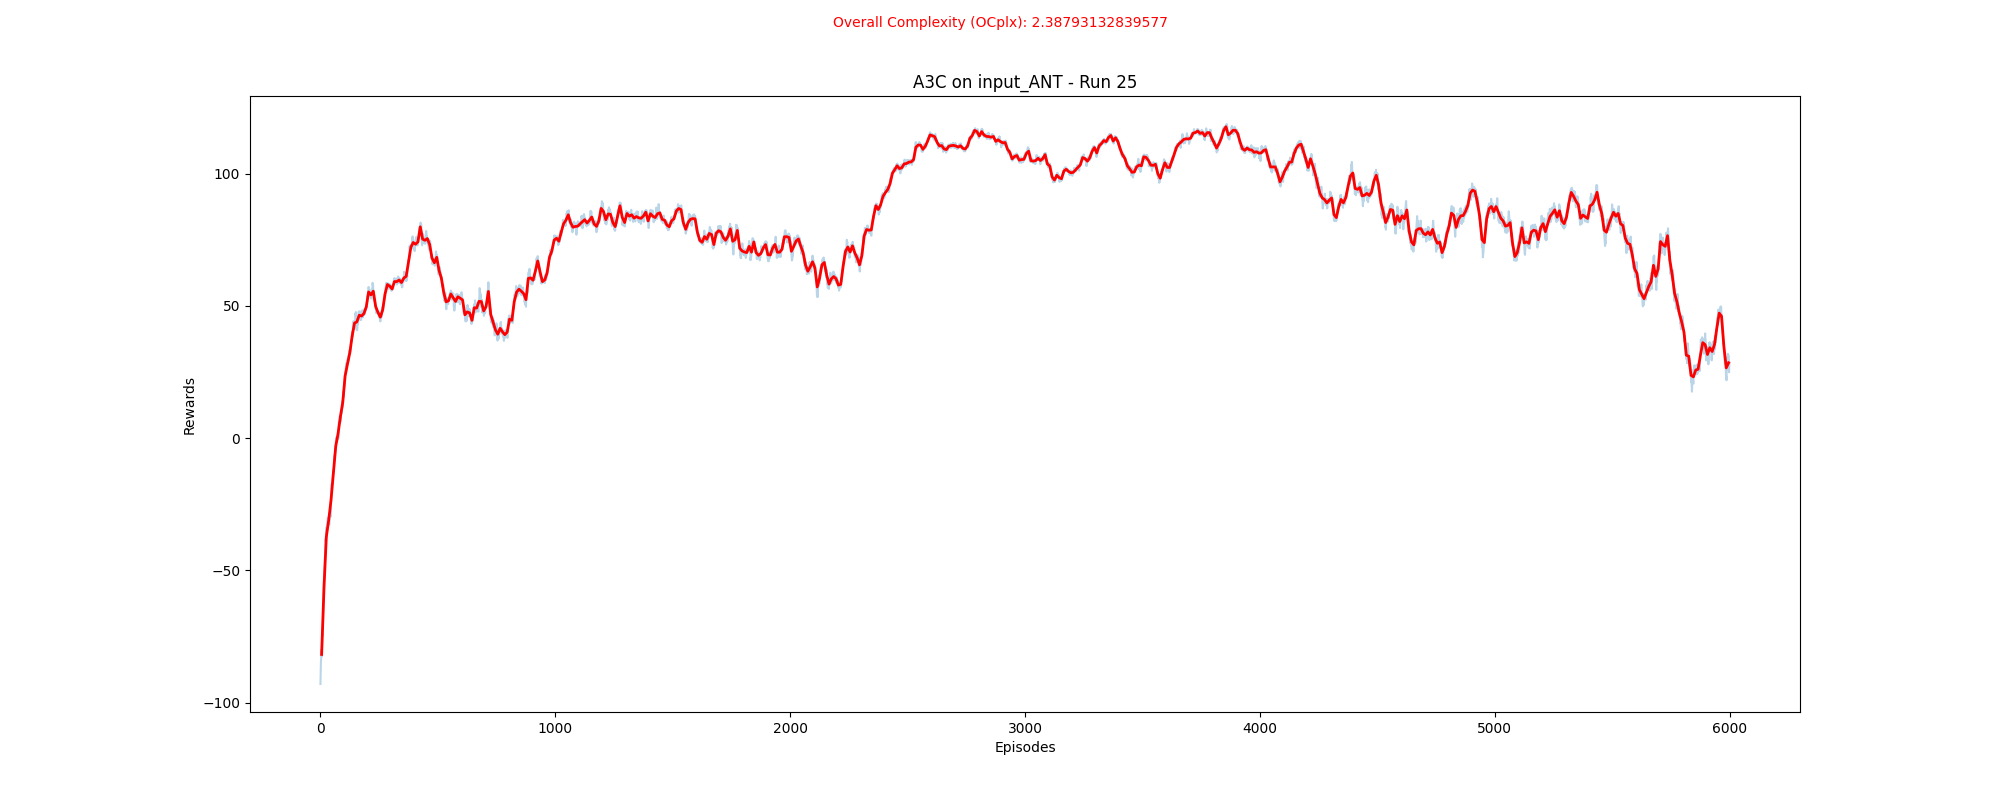 Overall Complexity (OCplx): 2.38793132839577
A3C on input_ANT - Run 25
100
50
0
−50
−100
Rewards
0 1000 2000 3000 4000 5000 6000
Episodes